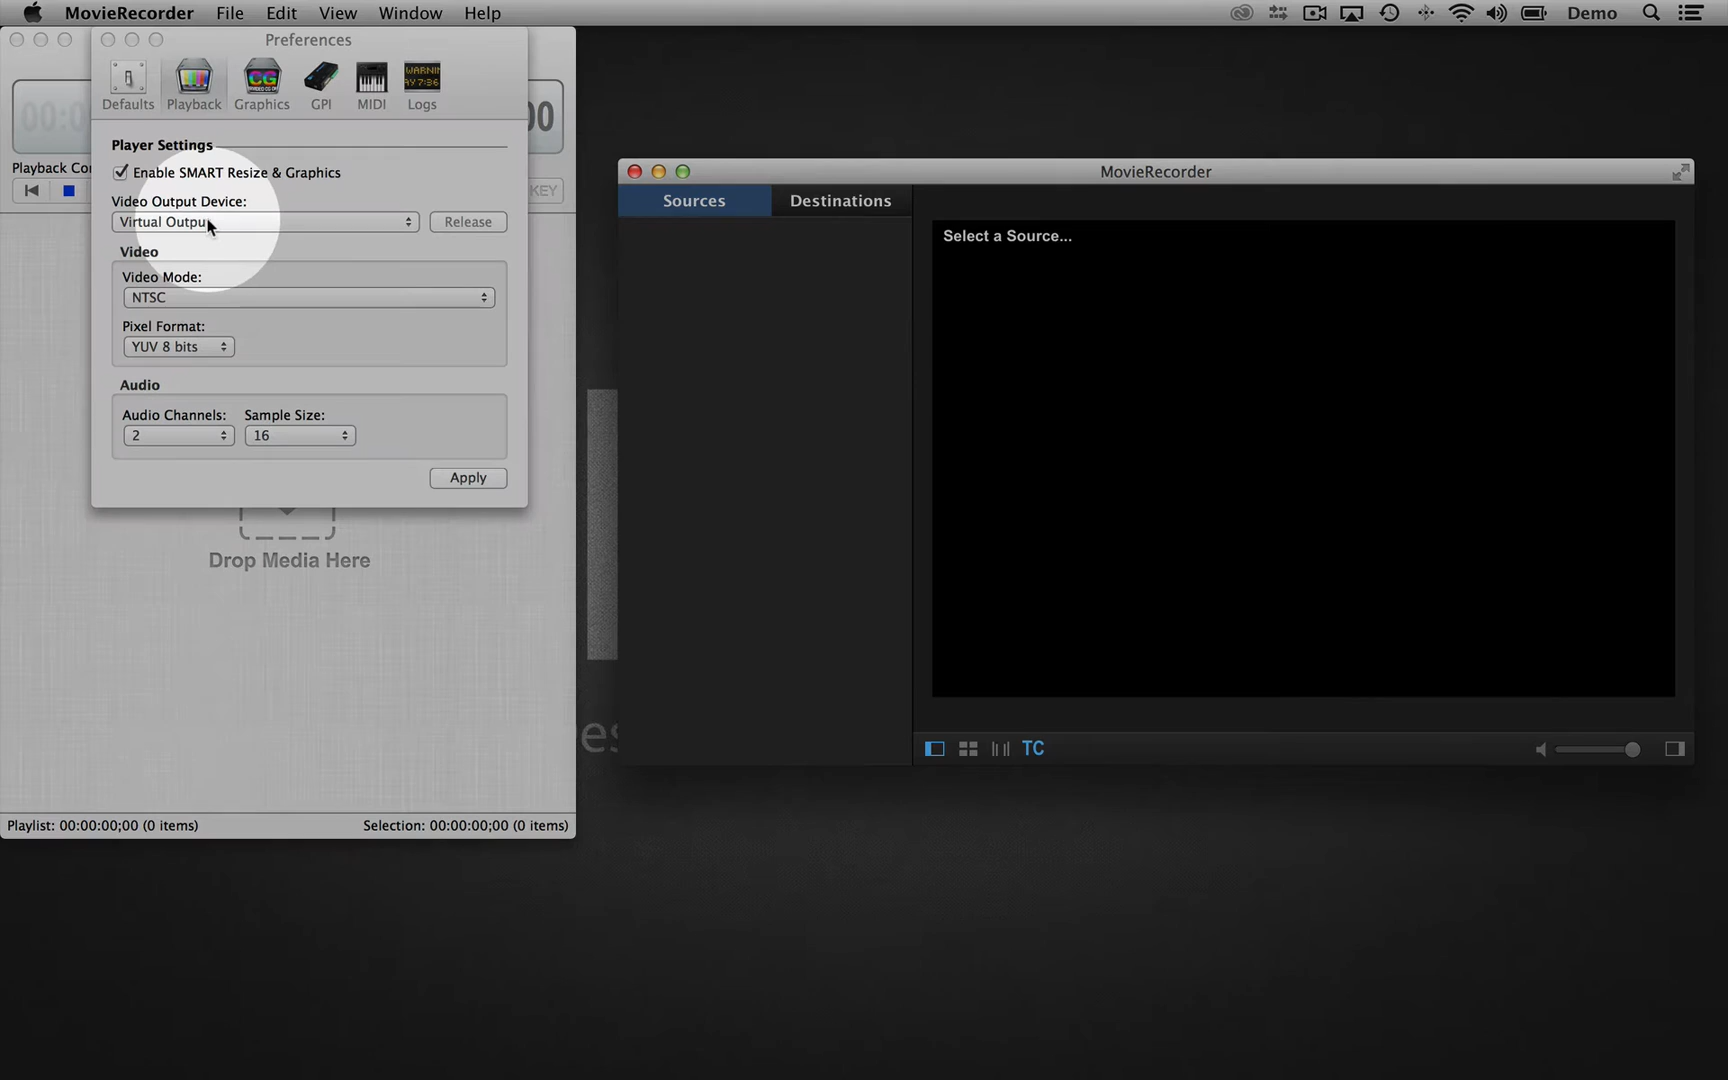 MovieRecorder File Edit View Window Help Demo
Preferences
Defaults Playback Graphics GPI MIDI Logs
Player Settings
Enable SMART Resize & Graphics
Video Output Device:
Virtual Output Release
Video
Video Mode:
NTSC
Pixel Format:
YUV 8 bits
Audio
Audio Channels: Sample Size:
2 16
Apply
KEY
Drop Media Here
Playlist: 00:00:00;00 (0 items) Selection: 00:00:00;00 (0 items)
MovieRecorder
Sources Destinations
Select a Source...
TC